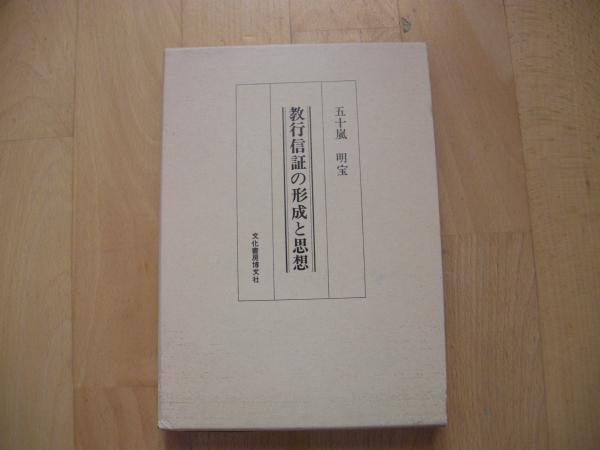 五十嵐 明宝
教行信証の形成と思想
文化書房博文社